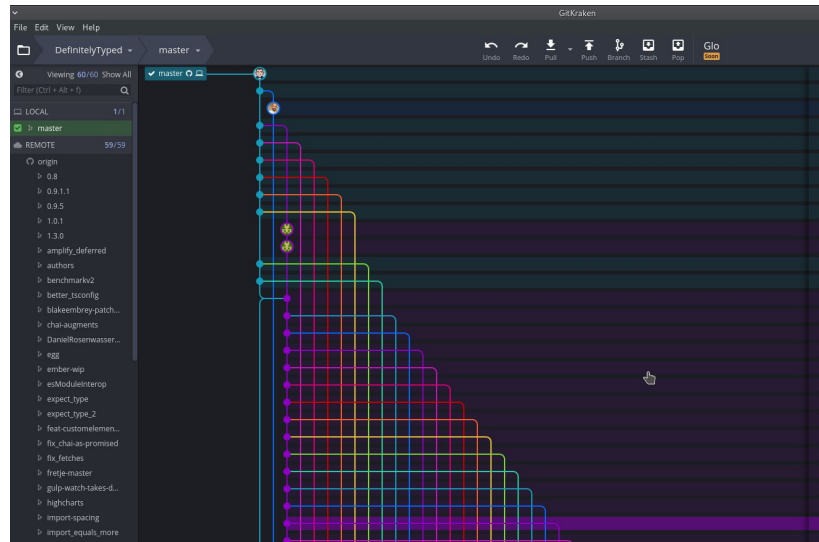 GitKraken
File Edit View Help
DefinitelyTyped
master
Undo
Redo
Pull
Push
Branch
Stash
Pop
Glo
Soon
Viewing 60/60 Show All
master
Filter (Ctrl + Alt + f)
LOCAL 1/1
master
REMOTE 59/59
origin
0.8
0.9.1.1
0.9.5
1.0.1
1.3.0
amplify_deferred
authors
benchmarkv2
better_tsconfig
blakeembrey-patch...
chai-augments
DanielRosenwasser...
egg
ember-wip
esModuleInterop
expect_type
expect_type_2
feat-customelemen...
fix_chai-as-promised
fix_fetches
fretje-master
gulp-watch-takes-d...
highcharts
import-spacing
import_equals_more